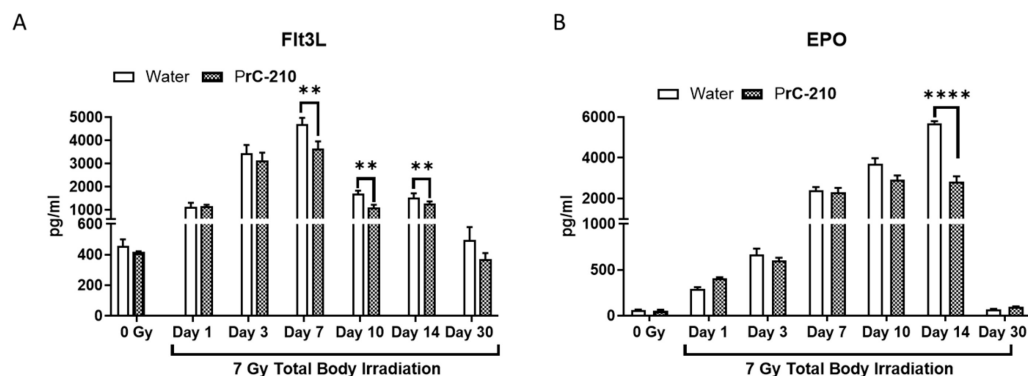 A
Flt3L
Water PrC-210
pg/ml
5000
4000
3000
2000
1000
600
400
200
0
** ** **
0 Gy Day 1 Day 3 Day 7 Day 10 Day 14 Day 30
7 Gy Total Body Irradiation
B
EPO
Water PrC-210
pg/ml
6000
4000
2000
1000
500
0
****
0 Gy Day 1 Day 3 Day 7 Day 10 Day 14 Day 30
7 Gy Total Body Irradiation